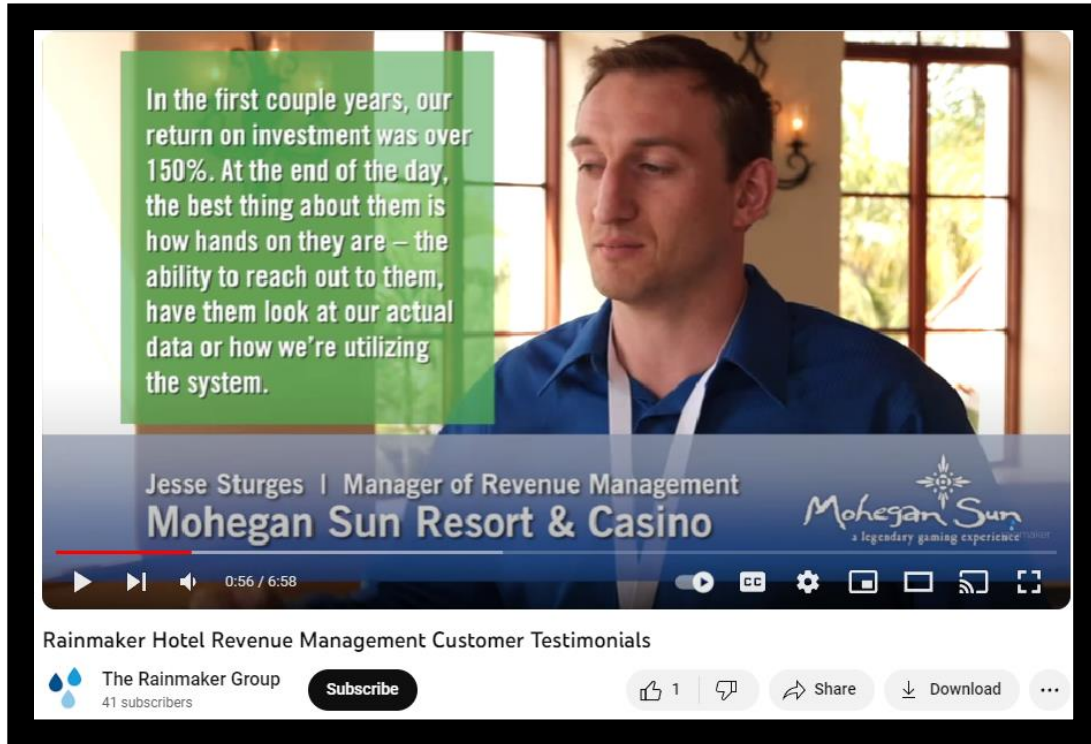 In the first couple years, our
return on investment was over
150%. At the end of the day,
the best thing about them is
how hands on they are – the
ability to reach out to them,
have them look at our actual
data or how we're utilizing
the system.
Jesse Sturges | Manager of Revenue Management
Mohegan Sun Resort & Casino
Mohegan Sun
a legendary gaming experience
0:56 / 6:58
CC
Rainmaker Hotel Revenue Management Customer Testimonials
The Rainmaker Group
41 subscribers
Subscribe
1
Share
Download